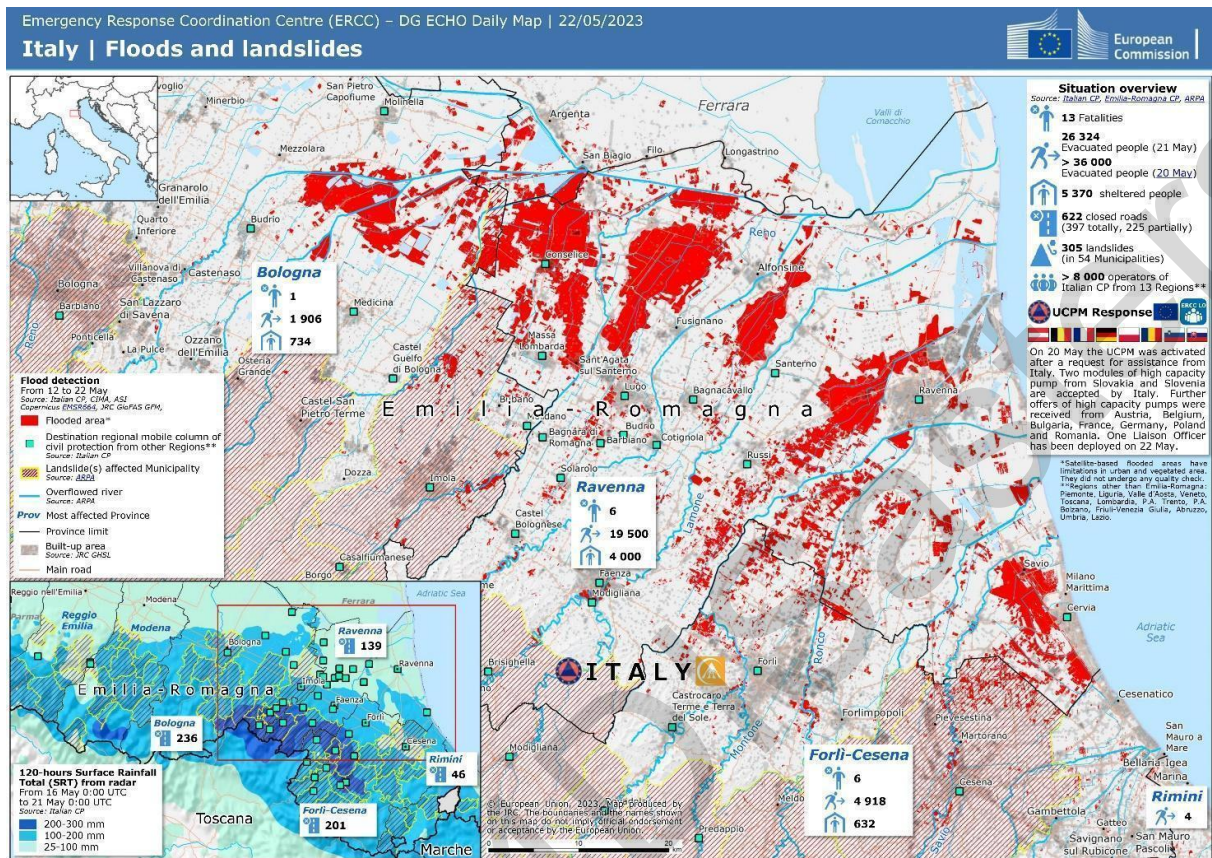 Emergency Response Coordination Centre (ERCC) – DG ECHO Daily Map | 22/05/2023
Italy | Floods and landslides
European
Commission
Situation overview
Source: Italian CP, Emilia-Romagna CP, ARPA
13 Fatalities
26 324
Evacuated people (21 May)
> 36 000
Evacuated people (20 May)
5 370 sheltered people
622 closed roads
(397 totally, 225 partially)
305 landslides
(in 54 Municipalities)
> 8 000 operators of
Italian CP from 13 Regions**
UCPM Response
ERCC LO
On 20 May the UCPM was activated
after a request for assistance from
Italy. Two modules of high capacity
pump from Slovakia and Slovenia
are accepted by Italy. Further
offers of high capacity pumps were
received from Austria, Belgium,
Bulgaria, France, Germany, Poland
and Romania. One Liaison Officer
has been deployed on 22 May.
*Satellite-based flooded areas have
limitations in urban and vegetated area.
They did not undergo any quality check.
**Regions other than Emilia-Romagna:
Piemonte, Liguria, Valle d'Aosta, Veneto,
Toscana, Lombardia, P.A. Trento, P.A.
Bolzano, Friuli-Venezia Giulia, Abruzzo,
Umbria, Lazio.
voglio
Minerbio
San Pietro
Capofiume
Molinella
Argenta
Ferrara
Valli di
Comacchio
Mezzolara
San Biagio
Filo
Longastrino
Granarolo
dell'Emilia
Quarto
Inferiore
Budrio
Reno
Villanova di
Castenaso
Castenaso
Conselice
Alfonsine
Bologna
Barbiano
San Lazzaro
di Savena
Ponticella
La Pulce
Ozzano
dell'Emilia
Reno
Bologna
1
1 906
734
Medicina
Fusignano
Massa
Lombarda
Sant'Agata
sul Santerno
Santerno
Osteria
Grande
Castel
Guelfo
di Bologna
Lugo
Bagnacavallo
Ravenna
Castel San
Pietro Terme
Emilia-Romagna
Bubano
Mordano
Bagnara di
Romagna
Budrio
Barbiano
Cotignola
Russi
Dozza
Imola
Solarolo
Ravenna
6
19 500
4 000
Lamone
Castel
Bolognese
Casalfiumanese
Borgo
Faenza
Modigliana
Savio
Milano
Marittima
Cervia
Adriatic
Sea
Brisighella
ITALY
Forlì
Ronco
Castrocaro
Terme e Terra
del Sole
Montone
Forlimpopoli
Pievesestina
Martorano
Cesenatico
San
Mauro a
Mare
Bellaria-Igea
Marina
Modigliana
Forlì-Cesena
6
4 918
632
Meldo
Cesena
Savio
Gambettola
Gatteo
Savignano
sul Rubicone
San Mauro
Pascoli
Predappio
Rimini
4
Flood detection
From 12 to 22 May
Source: Italian CP, CIMA, ASI
Copernicus EMSR664, JRC GloFAS GFM,
Flooded area*
Destination regional mobile column of
civil protection from other Regions**
Source: Italian CP
Landslide(s) affected Municipality
Source: ARPA
Overflowed river
Source: ARPA
Prov Most affected Province
Province limit
Built-up area
Source: JRC GHSL
Main road
Reggio nell'Emilia
Modena
Ferrara
Adriatic Sea
Parma
Reggio
Emilia
Modena
Bologna
Ravenna
139
Ravenna
Emilia-Romagna
Imola
Faenza
Forlì
Cesena
Bologna
236
Rimini
46
Forlì-Cesena
201
Toscana
Marche
120-hours Surface Rainfall
Total (SRT) from radar
From 16 May 0:00 UTC
to 21 May 0:00 UTC
Source: Italian CP
200-300 mm
100-200 mm
25-100 mm
© European Union, 2023. Map produced by
the JRC. The boundaries and the names shown
on this map do not imply official endorsement
or acceptance by the European Union.
0
20
km